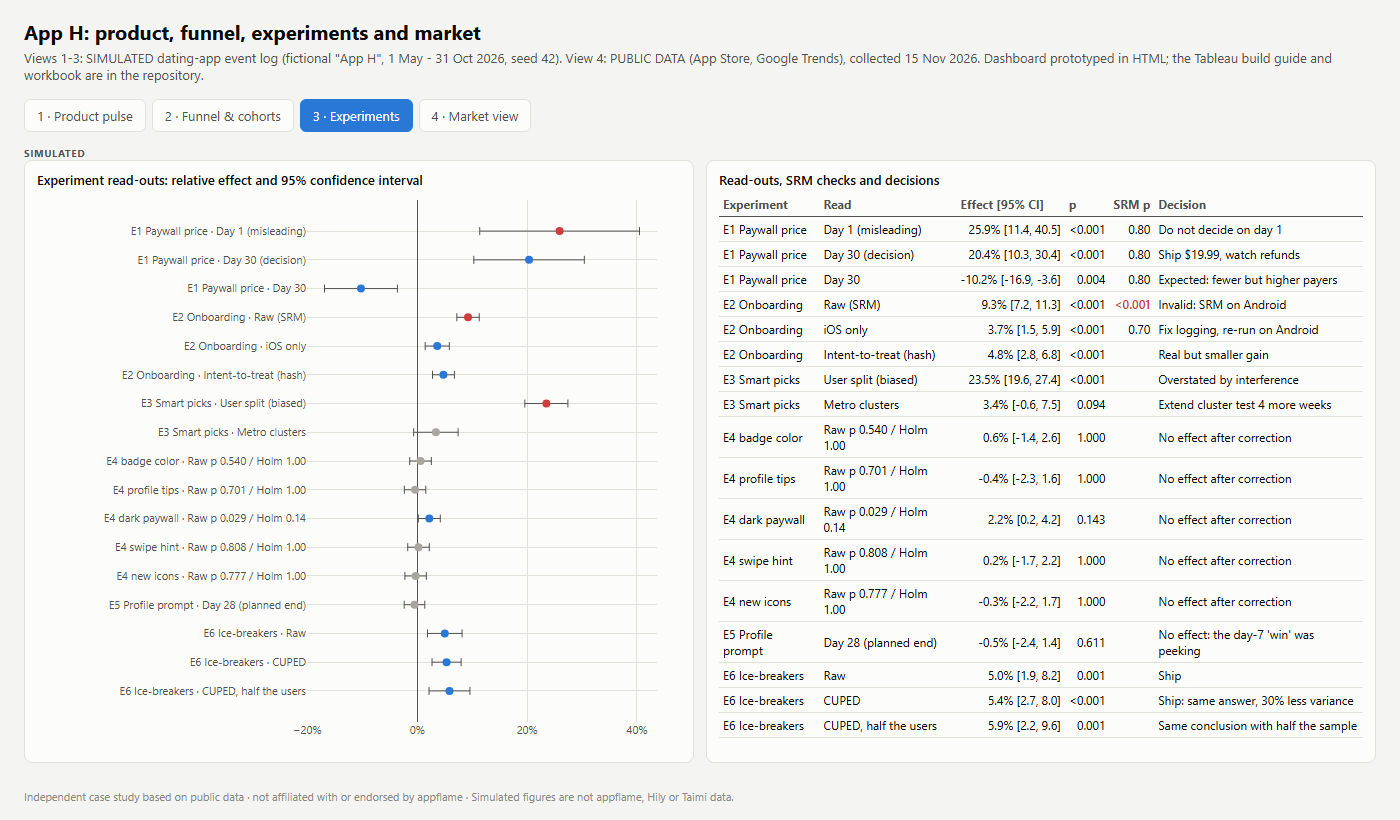 App H: product, funnel, experiments and market
Views 1-3: SIMULATED dating-app event log (fictional "App H", 1 May - 31 Oct 2026, seed 42). View 4: PUBLIC DATA (App Store, Google Trends), collected 15 Nov 2026. Dashboard prototyped in HTML; the Tableau build guide and
workbook are in the repository.
1 · Product pulse
2 · Funnel & cohorts
3 · Experiments
4 · Market view
SIMULATED
Experiment read-outs: relative effect and 95% confidence interval
E1 Paywall price · Day 1 (misleading)
E1 Paywall price · Day 30 (decision)
E1 Paywall price · Day 30
E2 Onboarding · Raw (SRM)
E2 Onboarding · iOS only
E2 Onboarding · Intent-to-treat (hash)
E3 Smart picks · User split (biased)
E3 Smart picks · Metro clusters
E4 badge color · Raw p 0.540 / Holm 1.00
E4 profile tips · Raw p 0.701 / Holm 1.00
E4 dark paywall · Raw p 0.029 / Holm 0.14
E4 swipe hint · Raw p 0.808 / Holm 1.00
E4 new icons · Raw p 0.777 / Holm 1.00
E5 Profile prompt · Day 28 (planned end)
E6 Ice-breakers · Raw
E6 Ice-breakers · CUPED
E6 Ice-breakers · CUPED, half the users
−20% 0% 20% 40%
Read-outs, SRM checks and decisions
Experiment Read Effect [95% CI] p SRM p Decision
E1 Paywall price Day 1 (misleading) 25.9% [11.4, 40.5] <0.001 0.80 Do not decide on day 1
E1 Paywall price Day 30 (decision) 20.4% [10.3, 30.4] <0.001 0.80 Ship $19.99, watch refunds
E1 Paywall price Day 30 -10.2% [-16.9, -3.6] 0.004 0.80 Expected: fewer but higher payers
E2 Onboarding Raw (SRM) 9.3% [7.2, 11.3] <0.001 <0.001 Invalid: SRM on Android
E2 Onboarding iOS only 3.7% [1.5, 5.9] <0.001 0.70 Fix logging, re-run on Android
E2 Onboarding Intent-to-treat (hash) 4.8% [2.8, 6.8] <0.001 Real but smaller gain
E3 Smart picks User split (biased) 23.5% [19.6, 27.4] <0.001 Overstated by interference
E3 Smart picks Metro clusters 3.4% [-0.6, 7.5] 0.094 Extend cluster test 4 more weeks
E4 badge color Raw p 0.540 / Holm
1.00 0.6% [-1.4, 2.6] 1.000 No effect after correction
E4 profile tips Raw p 0.701 / Holm
1.00 -0.4% [-2.3, 1.6] 1.000 No effect after correction
E4 dark paywall Raw p 0.029 / Holm
0.14 2.2% [0.2, 4.2] 0.143 No effect after correction
E4 swipe hint Raw p 0.808 / Holm
1.00 0.2% [-1.7, 2.2] 1.000 No effect after correction
E4 new icons Raw p 0.777 / Holm
1.00 -0.3% [-2.2, 1.7] 1.000 No effect after correction
E5 Profile
prompt Day 28 (planned end) -0.5% [-2.4, 1.4] 0.611 No effect: the day-7 'win' was
peeking
E6 Ice-breakers Raw 5.0% [1.9, 8.2] 0.001 Ship
E6 Ice-breakers CUPED 5.4% [2.7, 8.0] <0.001 Ship: same answer, 30% less variance
E6 Ice-breakers CUPED, half the users 5.9% [2.2, 9.6] 0.001 Same conclusion with half the sample
Independent case study based on public data · not affiliated with or endorsed by appflame · Simulated figures are not appflame, Hily or Taimi data.